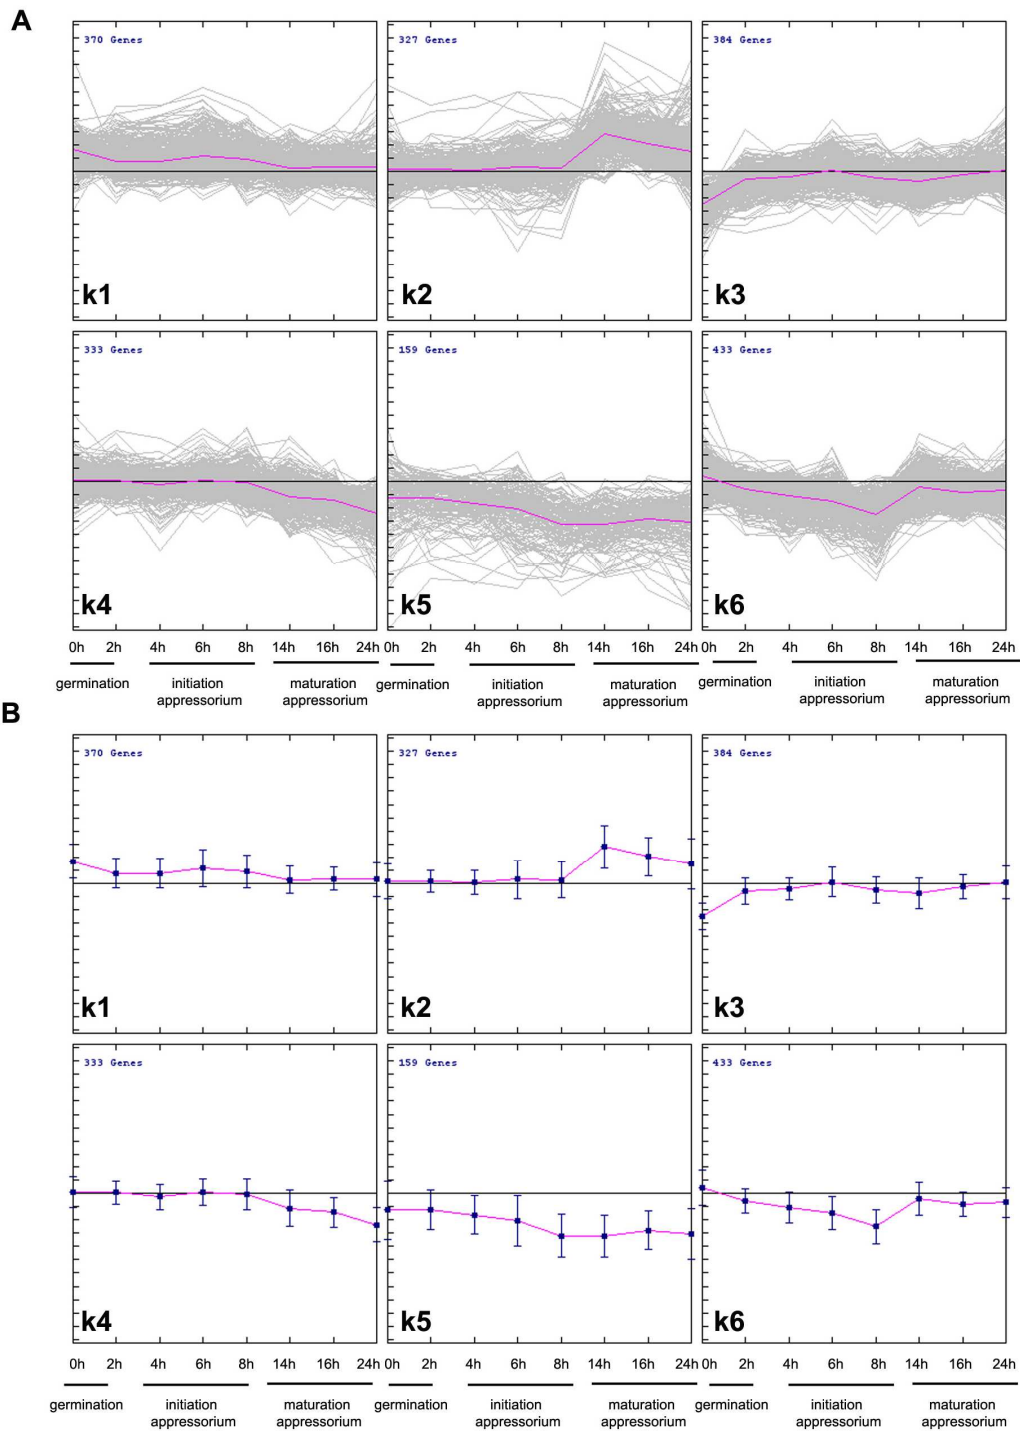 A
370 Genes
327 Genes
384 Genes
k1
k2
k3
333 Genes
159 Genes
433 Genes
k4
k5
k6
0h 2h 4h 6h 8h 14h 16h 24h 0h 2h 4h 6h 8h 14h 16h 24h 0h 2h 4h 6h 8h 14h 16h 24h
germination initiation appressorium maturation appressorium germination initiation appressorium maturation appressorium germination initiation appressorium maturation appressorium
B
370 Genes
327 Genes
384 Genes
k1
k2
k3
333 Genes
159 Genes
433 Genes
k4
k5
k6
0h 2h 4h 6h 8h 14h 16h 24h 0h 2h 4h 6h 8h 14h 16h 24h 0h 2h 4h 6h 8h 14h 16h 24h
germination initiation appressorium maturation appressorium germination initiation appressorium maturation appressorium germination initiation appressorium maturation appressorium